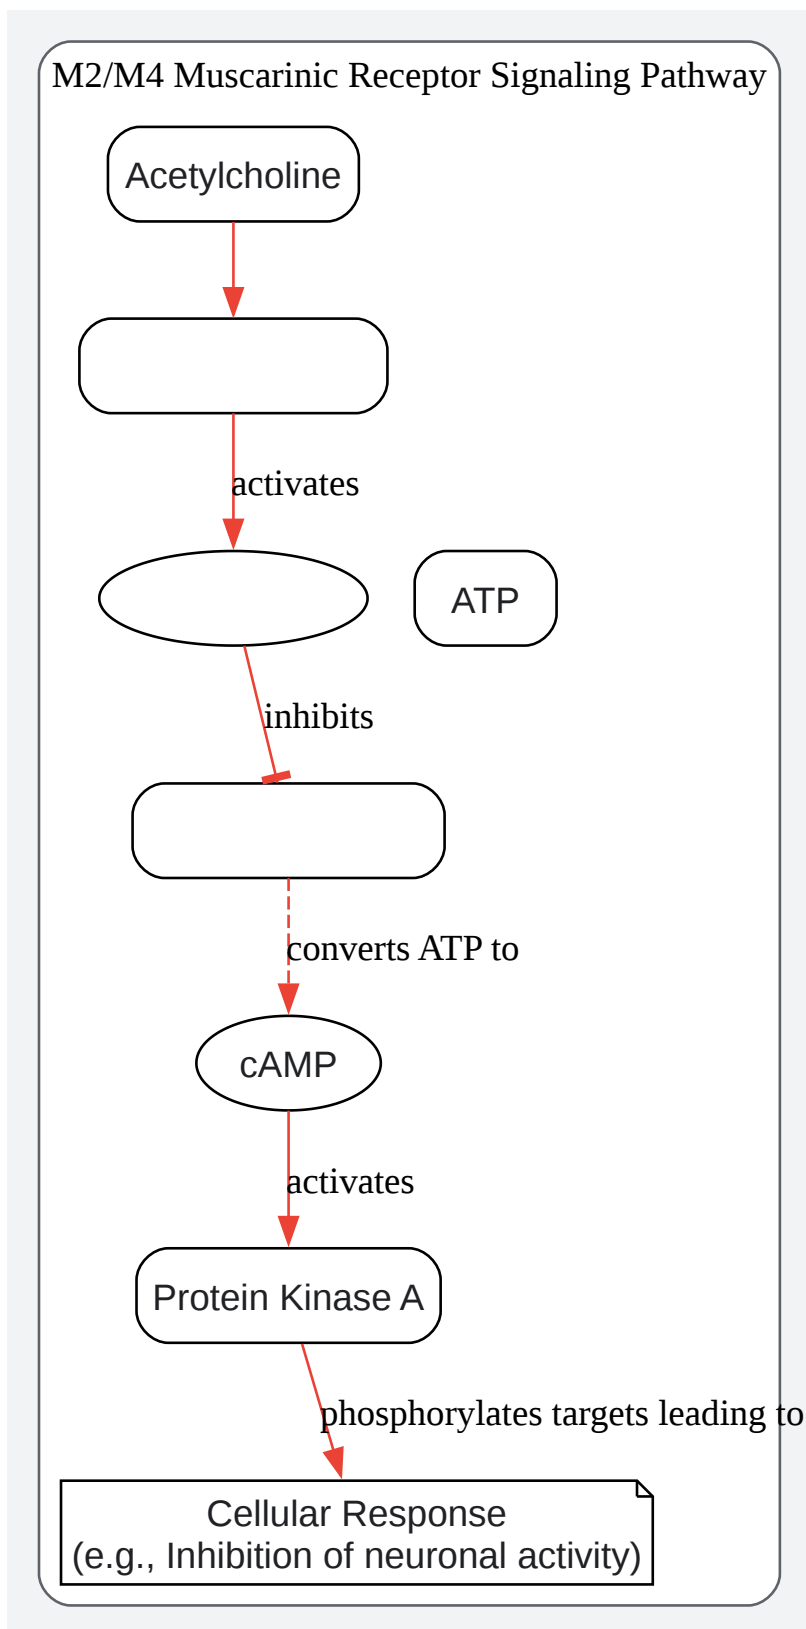 M2/M4 Muscarinic Receptor Signaling Pathway
Acetylcholine
activates
ATP
inhibits
converts ATP to
cAMP
activates
Protein Kinase A
phosphorylates targets leading to
Cellular Response
(e.g., Inhibition of neuronal activity)